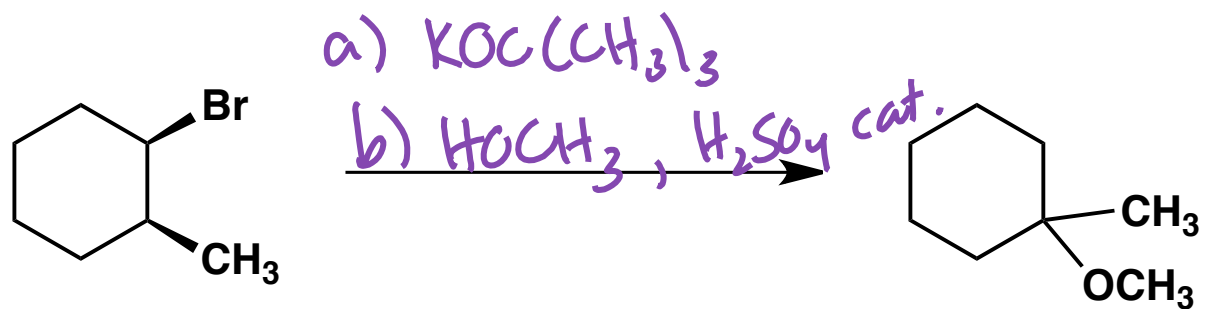 a) KOC(CH₃)₃
Br
b) HOCH₃, H₂SO₄ cat.
CH₃
CH₃
OCH₃